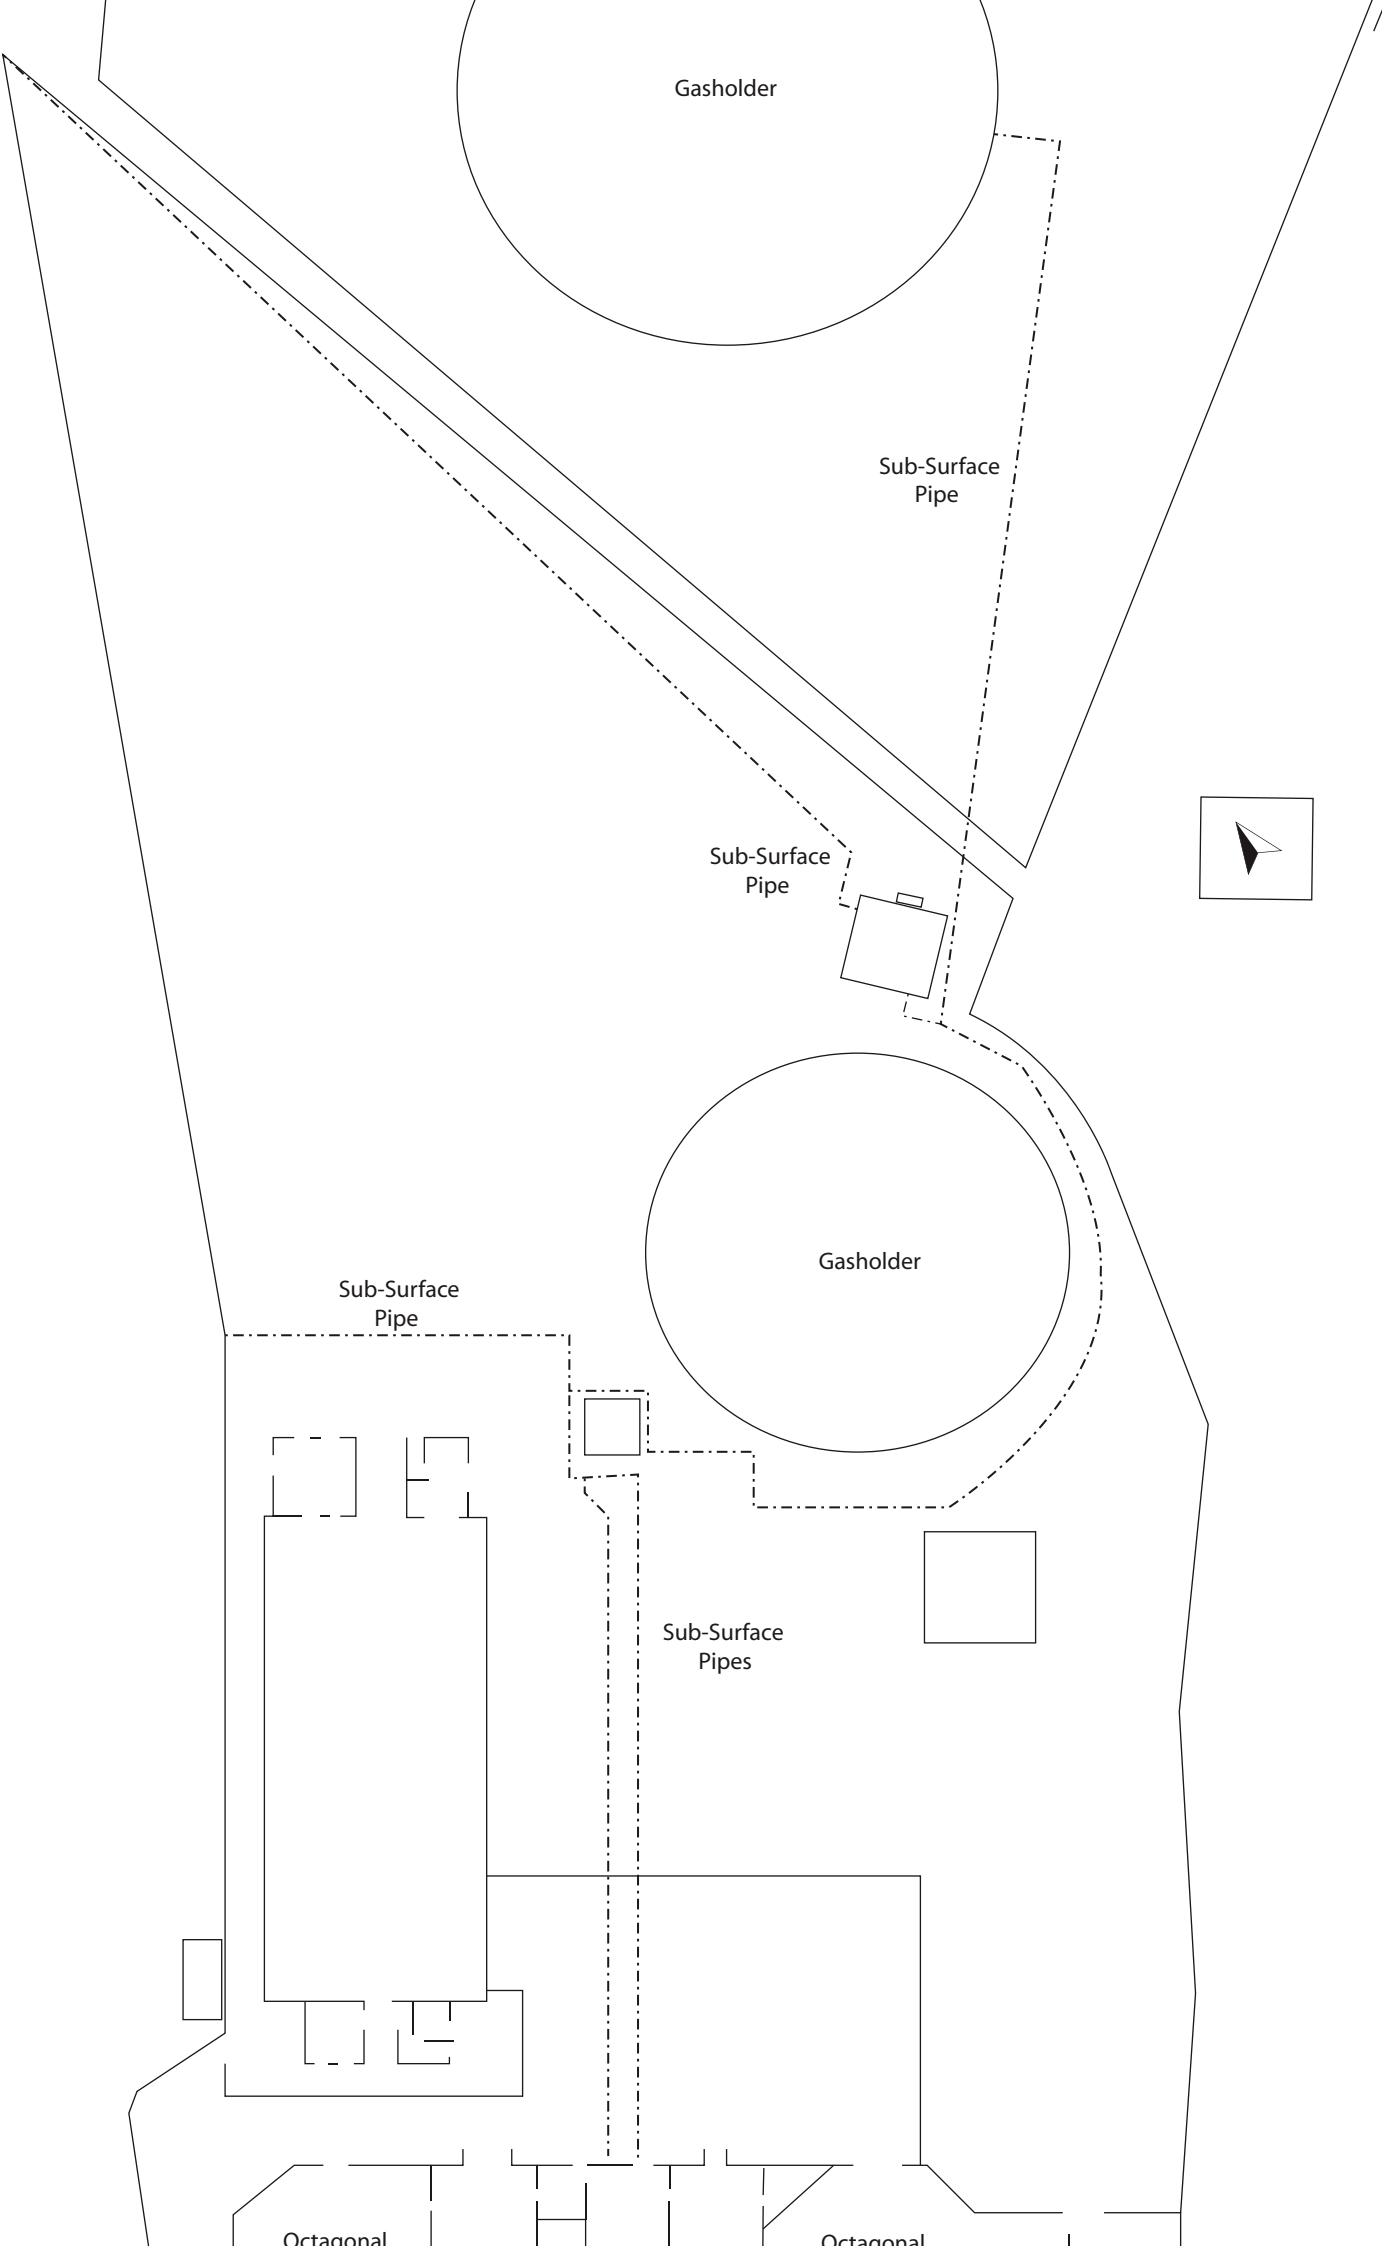 Gasholder
Sub-Surface
Pipe
Sub-Surface
Pipe
Gasholder
Sub-Surface
Pipe
Sub-Surface
Pipes
Octagonal
Octagonal